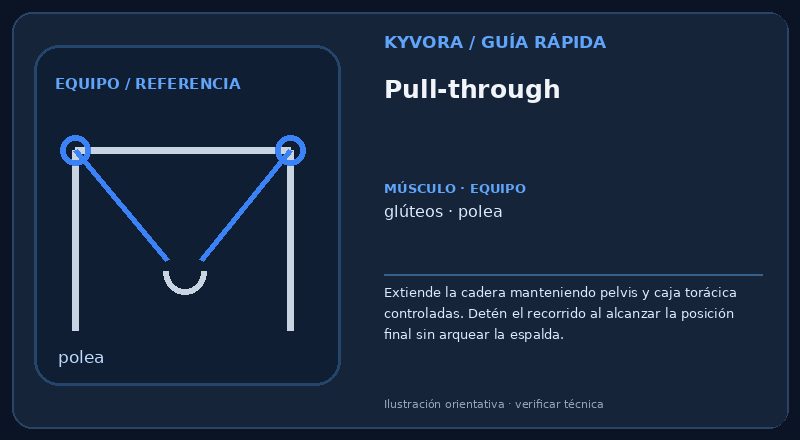 EQUIPO / REFERENCIA
polea
KYVORA / GUÍA RÁPIDA
Pull-through
MÚSCULO · EQUIPO
glúteos · polea
Extiende la cadera manteniendo pelvis y caja torácica
controladas. Detén el recorrido al alcanzar la posición
final sin arquear la espalda.
Ilustración orientativa · verificar técnica